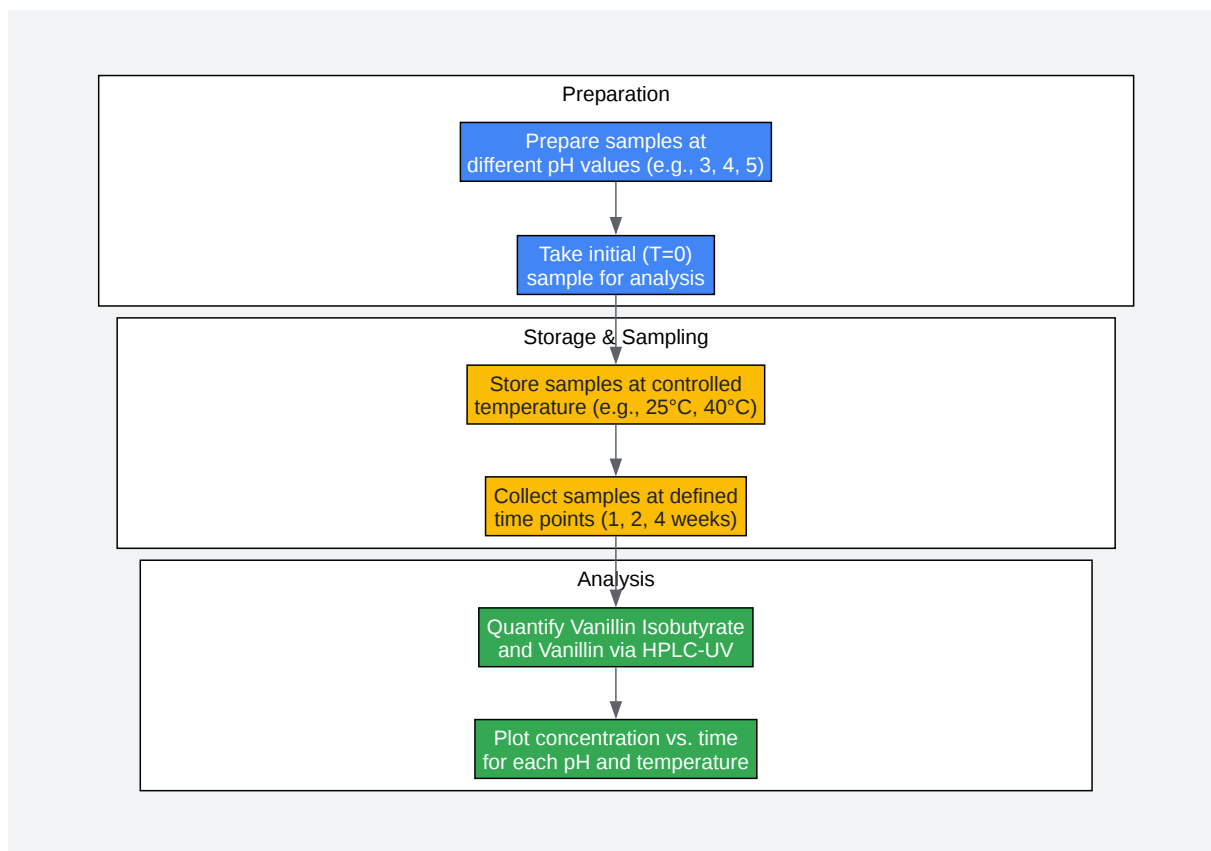 Preparation
Prepare samples at
different pH values (e.g., 3, 4, 5)
Take initial (T=0)
sample for analysis
Storage & Sampling
Store samples at controlled
temperature (e.g., 25°C, 40°C)
Collect samples at defined
time points (1, 2, 4 weeks)
Analysis
Quantify Vanillin Isobutyrate
and Vanillin via HPLC-UV
Plot concentration vs. time
for each pH and temperature